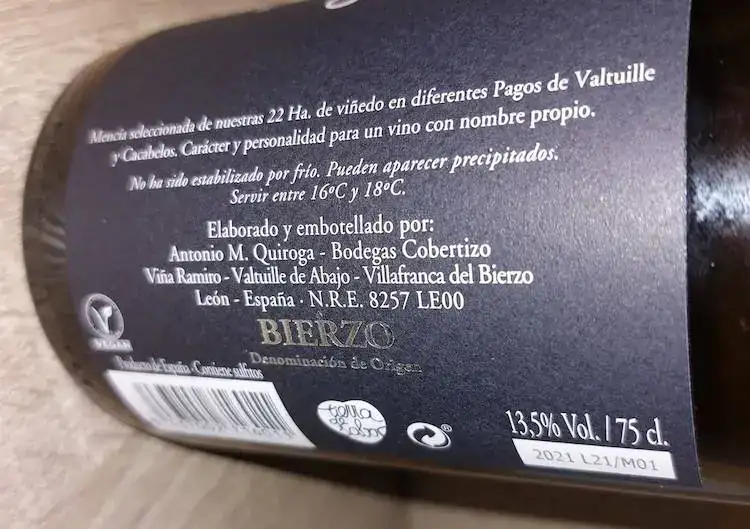 Mencía seleccionada de nuestras 22 Ha. de viñedo en diferentes Pagos de Valtuille
y Cacabelos. Carácter y personalidad para un vino con nombre propio.
No ha sido estabilizado por frío. Pueden aparecer precipitados.
Servir entre 16ºC y 18ºC.
Elaborado y embotellado por:
Antonio M. Quiroga - Bodegas Cobertizo
Viña Ramiro - Valtuille de Abajo - Villafranca del Bierzo
León - España · N.R.E. 8257 LE00
BIERZO
Denominación de Origen
VEGAN
Producto de España · Contiene sulfitos
13,5% Vol. / 75 cl.
2021 L21/M01